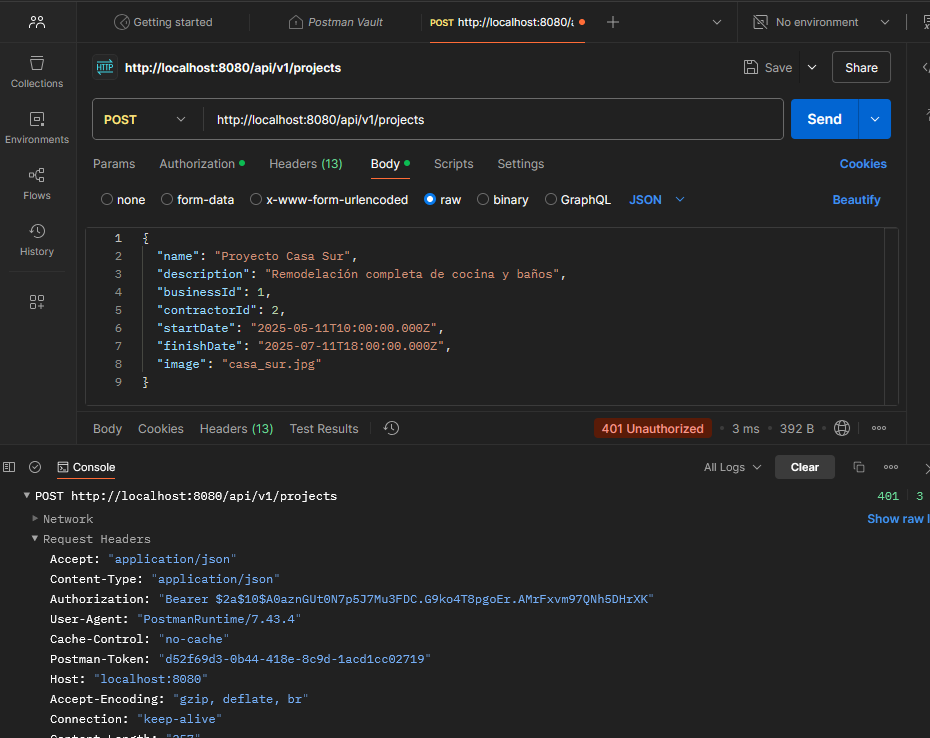 Getting started
Postman Vault
POST http://localhost:8080/a
No environment
Collections
Environments
Flows
History
HTTP
http://localhost:8080/api/v1/projects
Save
Share
POST
http://localhost:8080/api/v1/projects
Send
Params
Authorization
Headers (13)
Body
Scripts
Settings
Cookies
none
form-data
x-www-form-urlencoded
raw
binary
GraphQL
JSON
Beautify
1 {
2 "name": "Proyecto Casa Sur",
3 "description": "Remodelación completa de cocina y baños",
4 "businessId": 1,
5 "contractorId": 2,
6 "startDate": "2025-05-11T10:00:00.000Z",
7 "finishDate": "2025-07-11T18:00:00.000Z",
8 "image": "casa_sur.jpg"
9 }
Body
Cookies
Headers (13)
Test Results
401 Unauthorized
3 ms
392 B
Console
All Logs
Clear
POST http://localhost:8080/api/v1/projects
401
3
Network
Show raw
Request Headers
Accept: "application/json"
Content-Type: "application/json"
Authorization: "Bearer $2a$10$A0aznGUt0N7p5J7Mu3FDC.G9ko4T8pgoEr.AMrFxvm97QNh5DHrXK"
User-Agent: "PostmanRuntime/7.43.4"
Cache-Control: "no-cache"
Postman-Token: "d52f69d3-0b44-418e-8c9d-1acd1cc02719"
Host: "localhost:8080"
Accept-Encoding: "gzip, deflate, br"
Connection: "keep-alive"
Content-Length: "257"